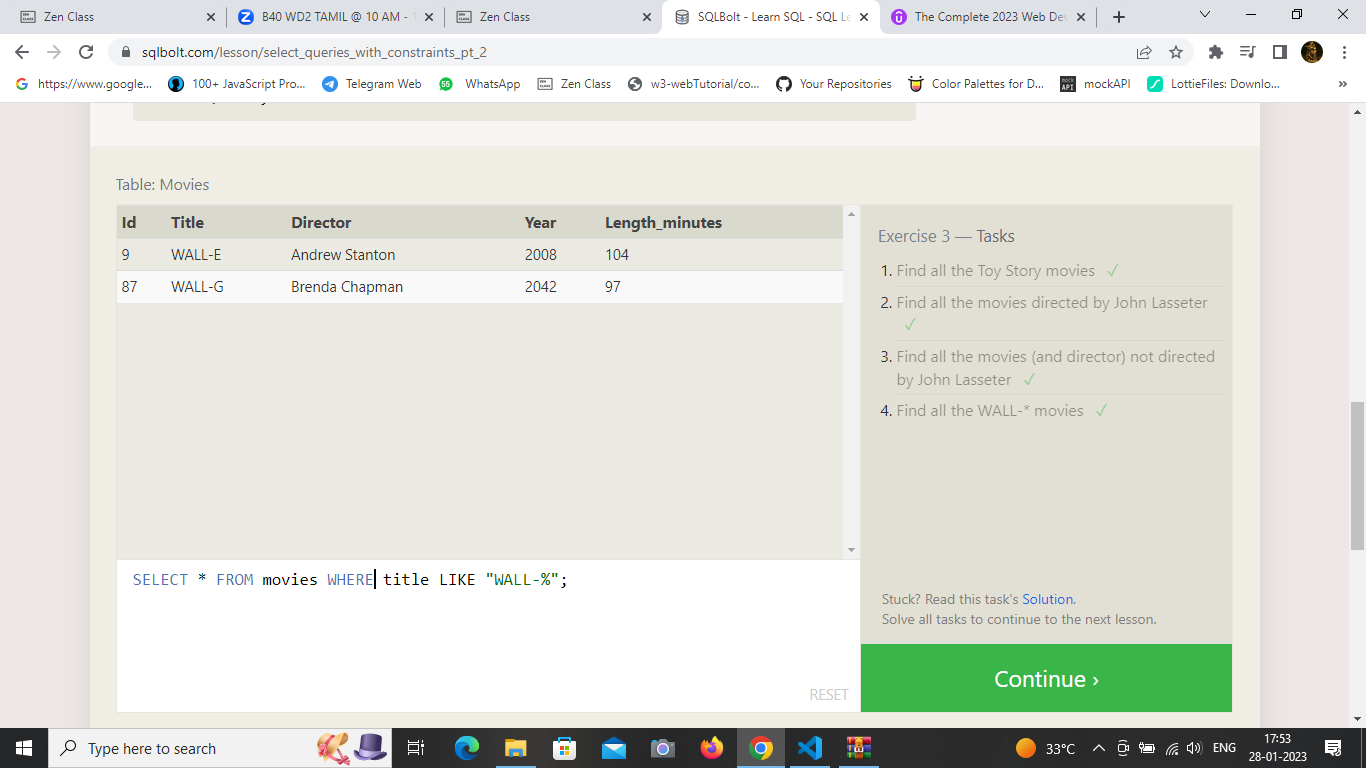 Zen Class
B40 WD2 TAMIL @ 10 AM -
Zen Class
SQLBolt - Learn SQL - SQL Le
The Complete 2023 Web Dev
sqlbolt.com/lesson/select_queries_with_constraints_pt_2
https://www.google...
100+ JavaScript Pro...
Telegram Web
WhatsApp
Zen Class
w3-webTutorial/co...
Your Repositories
Color Palettes for D...
mockAPI
LottieFiles: Downlo...
»
Table: Movies
Id Title Director Year Length_minutes
9 WALL-E Andrew Stanton 2008 104
87 WALL-G Brenda Chapman 2042 97
Exercise 3 — Tasks
1. Find all the Toy Story movies ✓
2. Find all the movies directed by John Lasseter
✓
3. Find all the movies (and director) not directed
by John Lasseter ✓
4. Find all the WALL-* movies ✓
SELECT * FROM movies WHERE title LIKE "WALL-%";
RESET
Stuck? Read this task's Solution.
Solve all tasks to continue to the next lesson.
Continue ›
Type here to search
33°C
ENG
17:53
28-01-2023